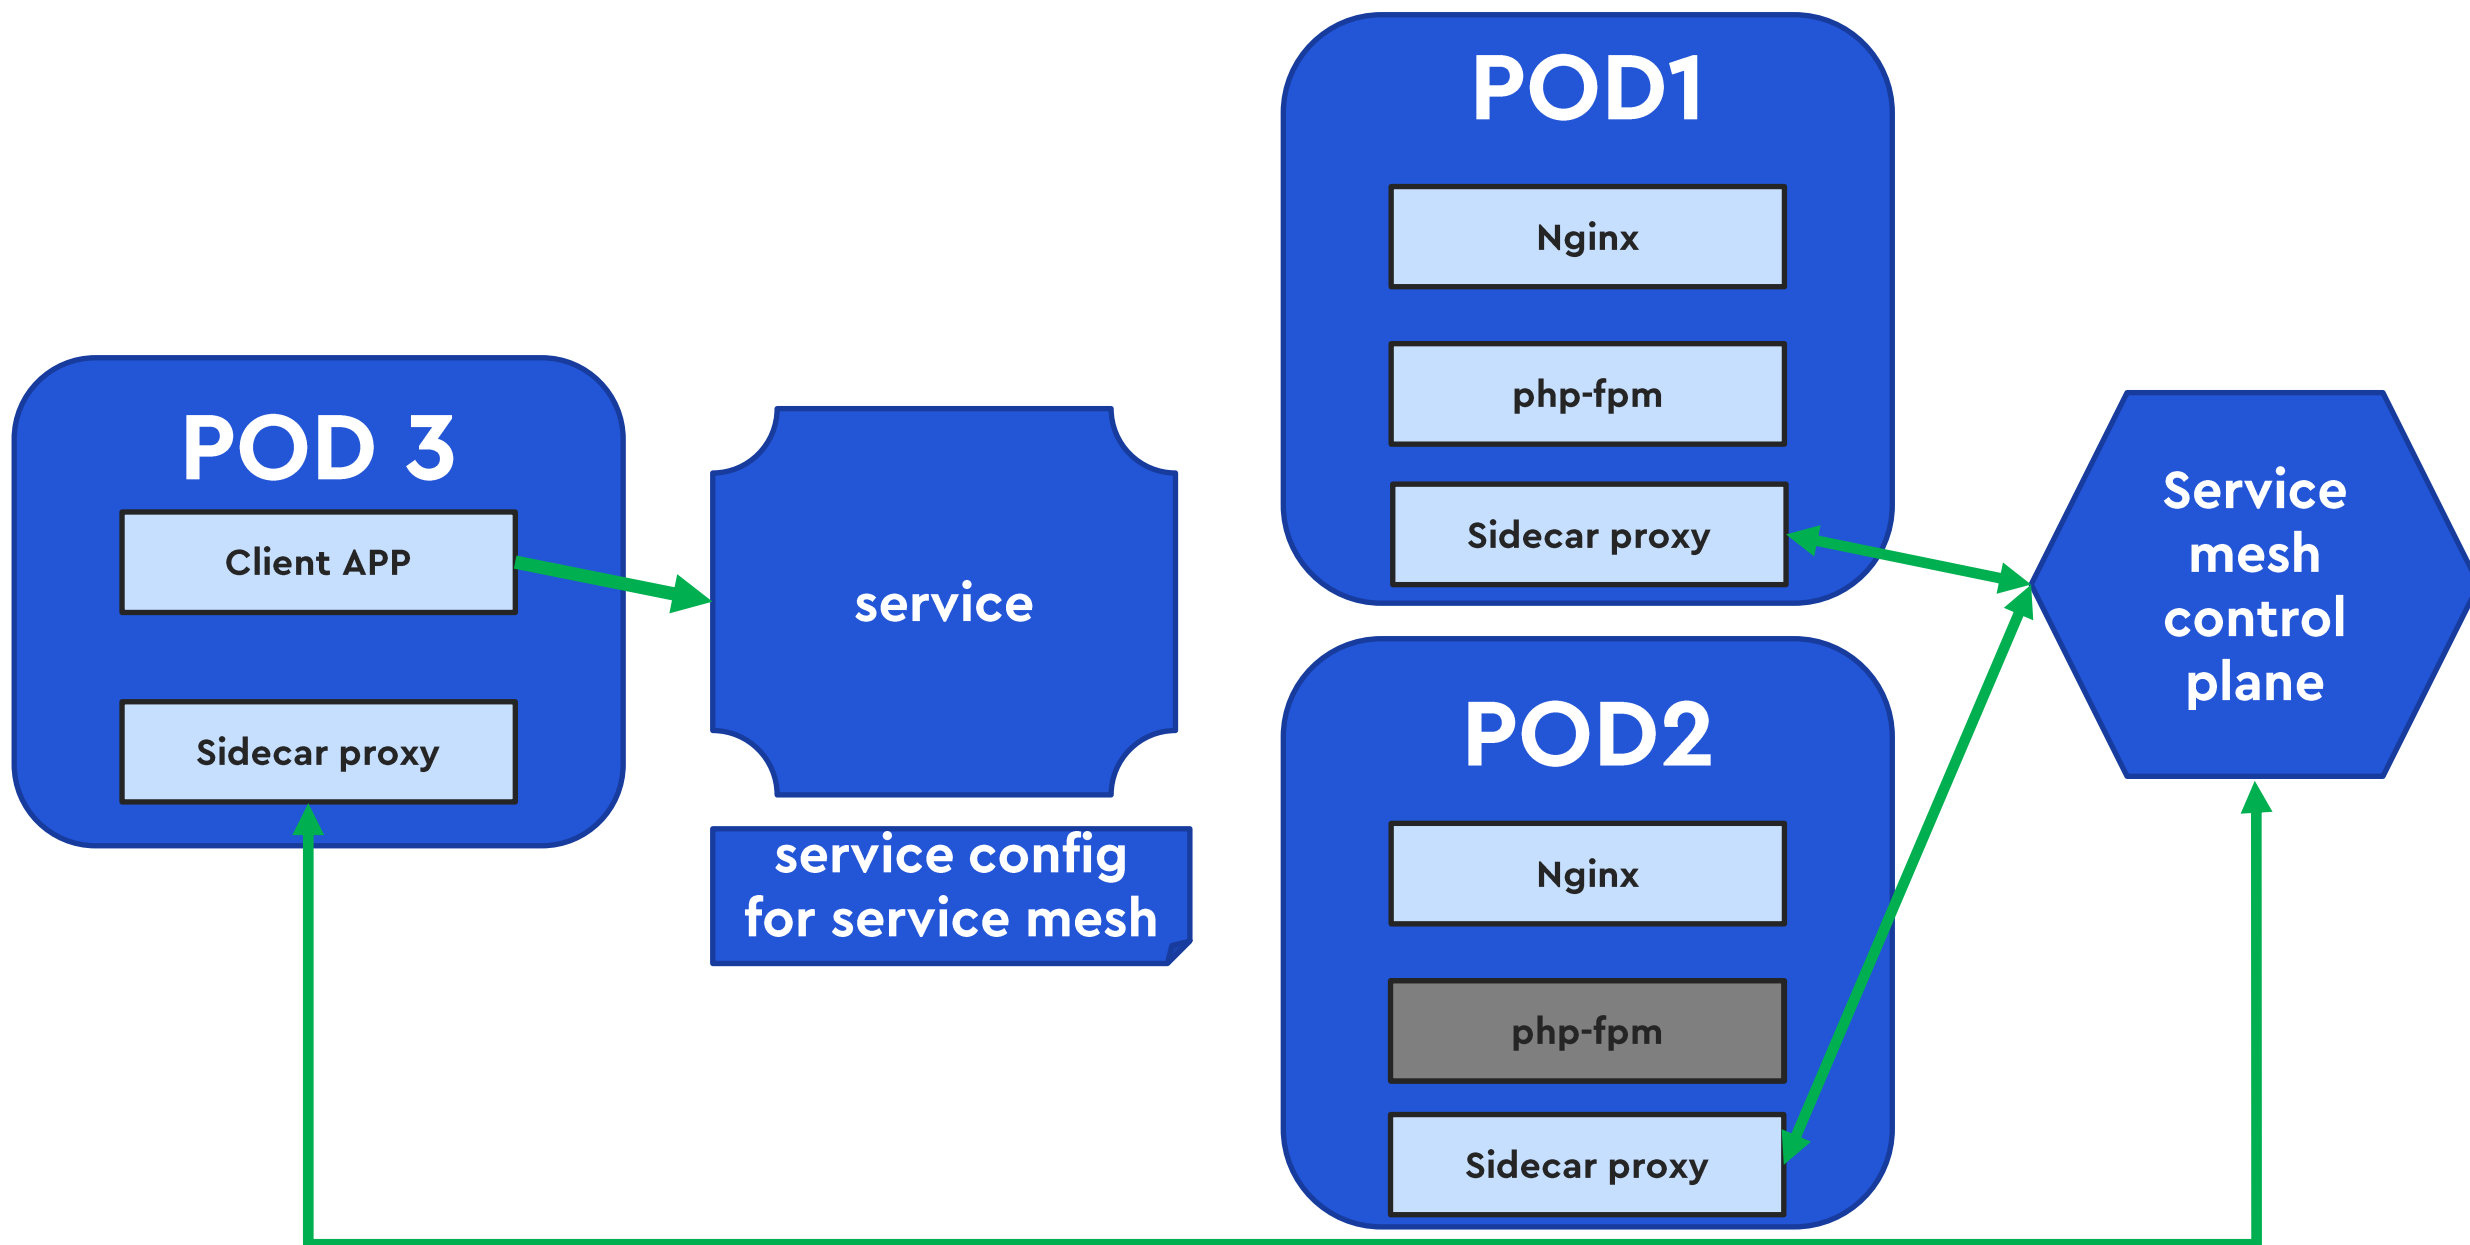 POD 3
Client APP
Sidecar proxy
service
service config
for service mesh
POD1
Nginx
php-fpm
Sidecar proxy
POD2
Nginx
php-fpm
Sidecar proxy
Service
mesh
control
plane